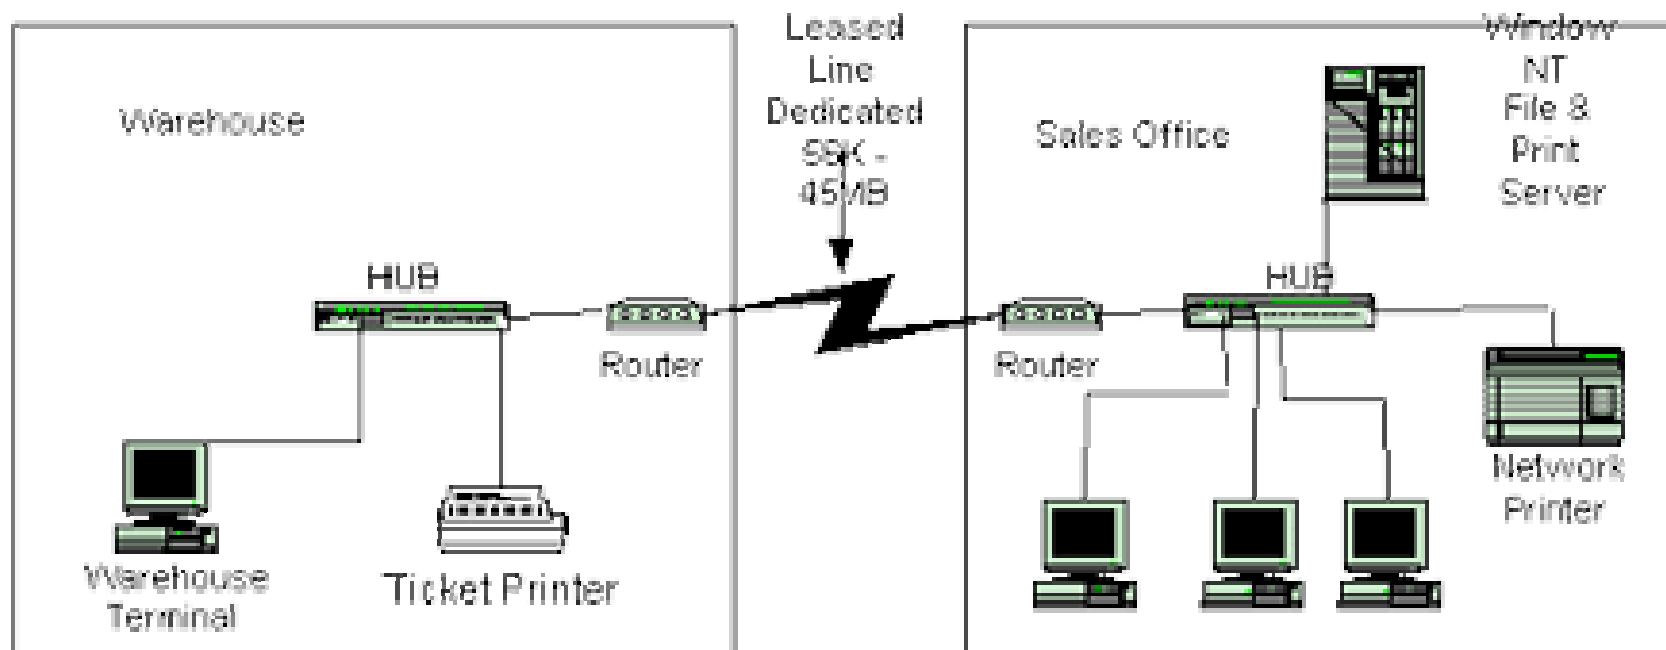 Warehouse
HUB
Router
Warehouse
Terminal
Ticket Printer
Leased
Line
Dedicated
56K -
45MB
Sales Office
Window
NT
File &
Print
Server
HUB
Router
Network
Printer